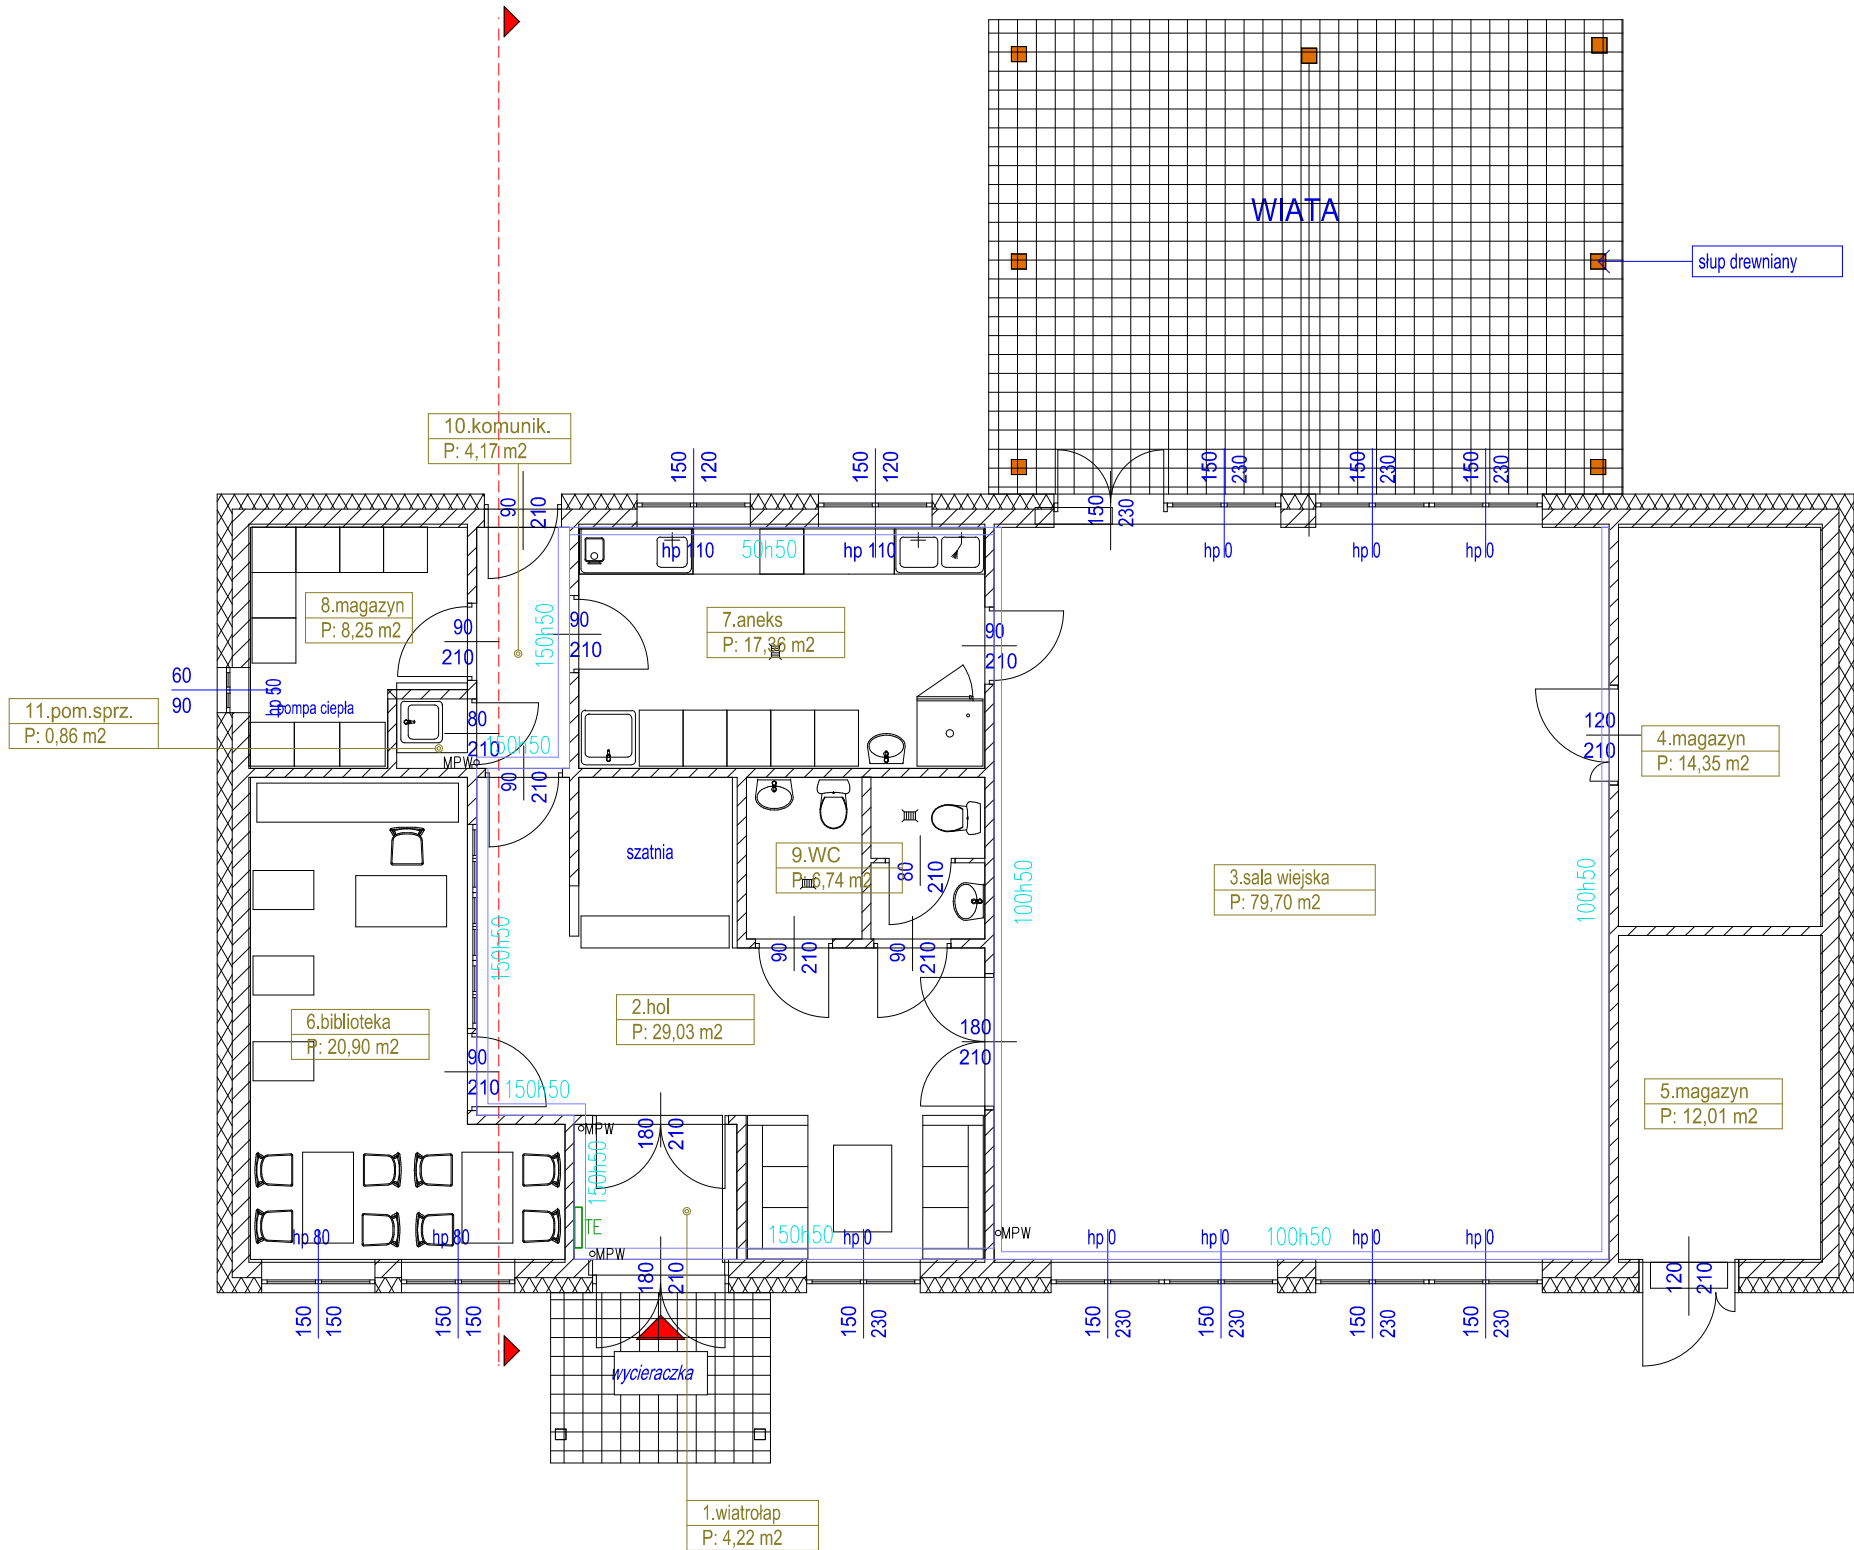 WIATA
słup drewniany
10.komunik.
P: 4,17 m2
150
120
150
120
150
230
150
230
150
230
150
230
90
210
hp 110
50h50
hp 110
hp 0
hp 0
hp 0
8.magazyn
P: 8,25 m2
90
210
150h50
90
210
7.aneks
P: 17,36 m2
90
210
60
90
hp 50
pompa ciepła
11.pom.sprz.
P: 0,86 m2
80
210
150h50
MPW
90
210
120
210
4.magazyn
P: 14,35 m2
szatnia
9.WC
P: 6,74 m2
80
210
100h50
3.sala wiejska
P: 79,70 m2
100h50
150h50
90
210
90
210
6.biblioteka
P: 20,90 m2
2.hol
P: 29,03 m2
180
210
90
210
150h50
5.magazyn
P: 12,01 m2
MPW
180
210
150h50
TE
hp 80
hp 80
150h50
hp 0
MPW
MPW
hp 0
hp 0
100h50
hp 0
hp 0
180
210
120
210
150
150
150
150
150
230
150
230
150
230
150
230
150
230
wycieraczka
1.wiatrołap
P: 4,22 m2